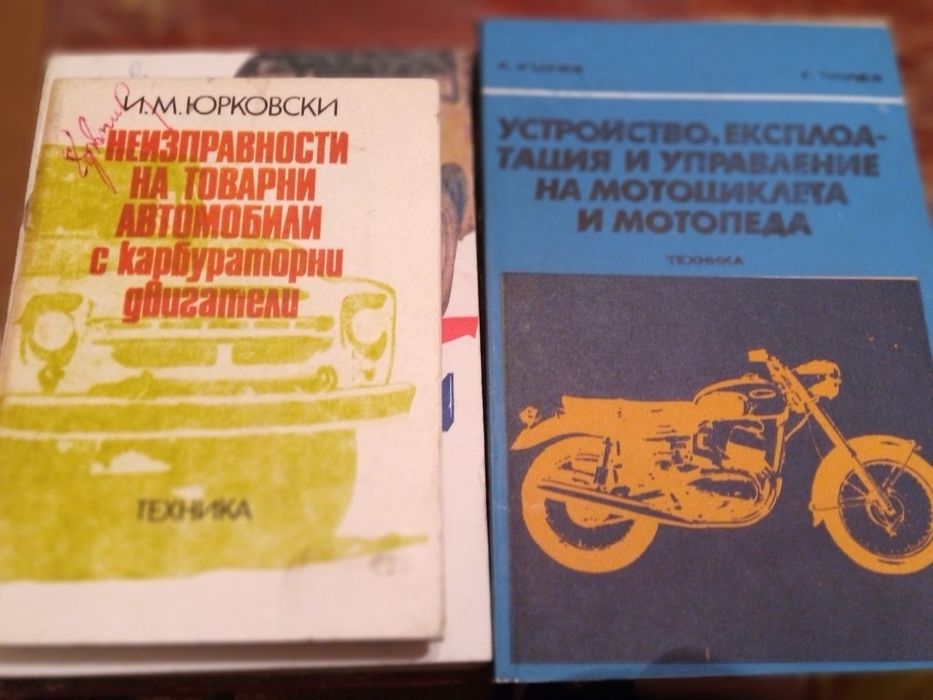 И.М. ЮРКОВСКИ
НЕИЗПРАВНОСТИ
НА ТОВАРНИ
АВТОМОБИЛИ
с карбураторни
двигатели
ТЕХНИКА
УСТРОЙСТВО, ЕКСПЛОА-
ТАЦИЯ И УПРАВЛЕНИЕ
НА МОТОЦИКЛЕТА
И МОТОПЕДА
ТЕХНИКА